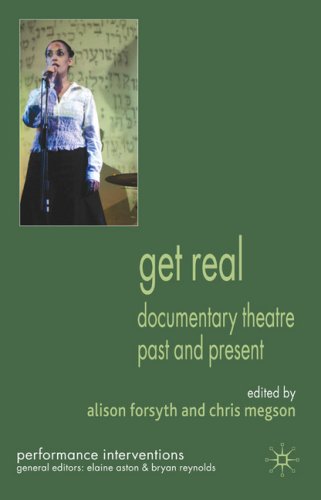 get real
documentary theatre
past and present
edited by
alison forsyth and chris megson
performance interventions
general editors: elaine aston & bryan reynolds